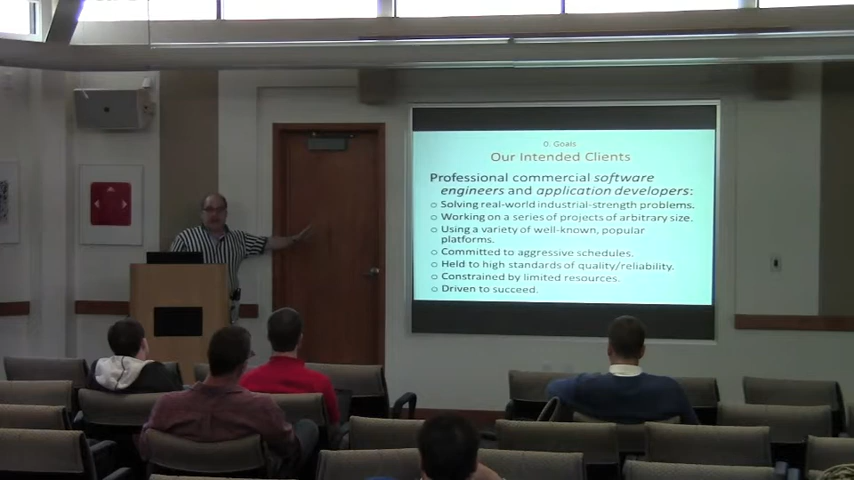 0. Goals
Our Intended Clients
Professional commercial software
engineers and application developers:
○ Solving real-world industrial-strength problems.
○ Working on a series of projects of arbitrary size.
○ Using a variety of well-known, popular
platforms.
○ Committed to aggressive schedules.
○ Held to high standards of quality/reliability.
○ Constrained by limited resources.
○ Driven to succeed.